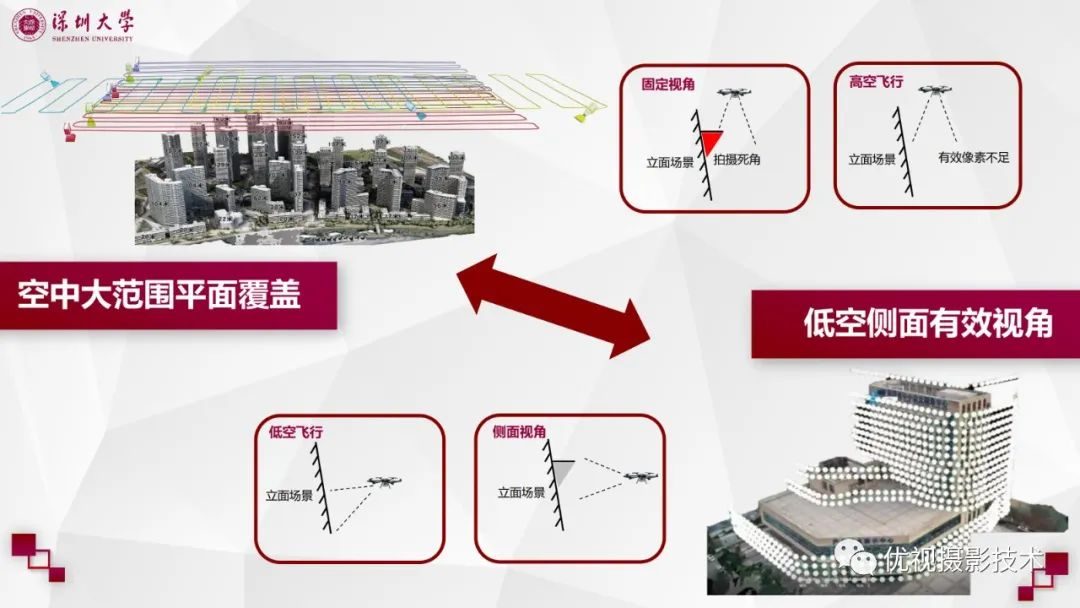 深圳大学
SHENZHEN UNIVERSITY
固定视角
立面场景
拍摄死角
高空飞行
立面场景
有效像素不足
空中大范围平面覆盖
低空侧面有效视角
低空飞行
立面场景
侧面视角
立面场景
优视摄影技术